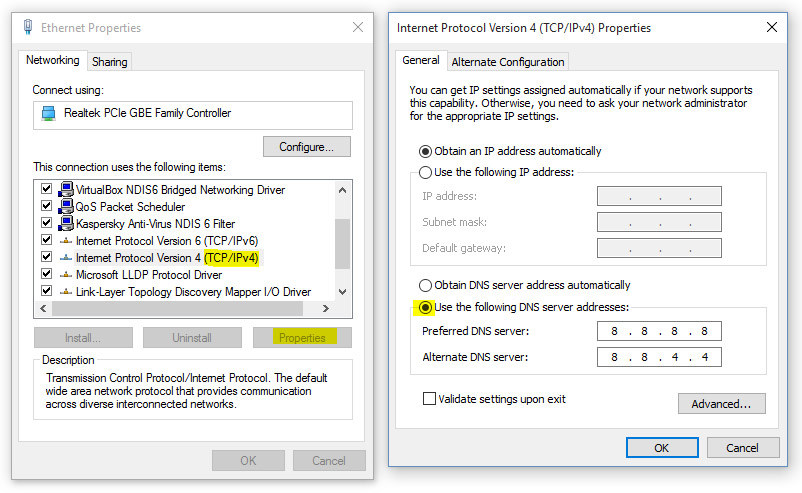 Ethernet Properties
Networking
Sharing
Connect using:
Realtek PCIe GBE Family Controller
Configure...
This connection uses the following items:
VirtualBox NDIS6 Bridged Networking Driver
QoS Packet Scheduler
Kaspersky Anti-Virus NDIS 6 Filter
Internet Protocol Version 6 (TCP/IPv6)
Internet Protocol Version 4 (TCP/IPv4)
Microsoft LLDP Protocol Driver
Link-Layer Topology Discovery Mapper I/O Driver
Install...
Uninstall
Properties
Description
Transmission Control Protocol/Internet Protocol. The default
wide area network protocol that provides communication
across diverse interconnected networks.
OK
Cancel
Internet Protocol Version 4 (TCP/IPv4) Properties
General
Alternate Configuration
You can get IP settings assigned automatically if your network supports
this capability. Otherwise, you need to ask your network administrator
for the appropriate IP settings.
Obtain an IP address automatically
Use the following IP address:
IP address:
. . .
Subnet mask:
. . .
Default gateway:
. . .
Obtain DNS server address automatically
Use the following DNS server addresses:
Preferred DNS server:
8 . 8 . 8 . 8
Alternate DNS server:
8 . 8 . 4 . 4
Validate settings upon exit
Advanced...
OK
Cancel